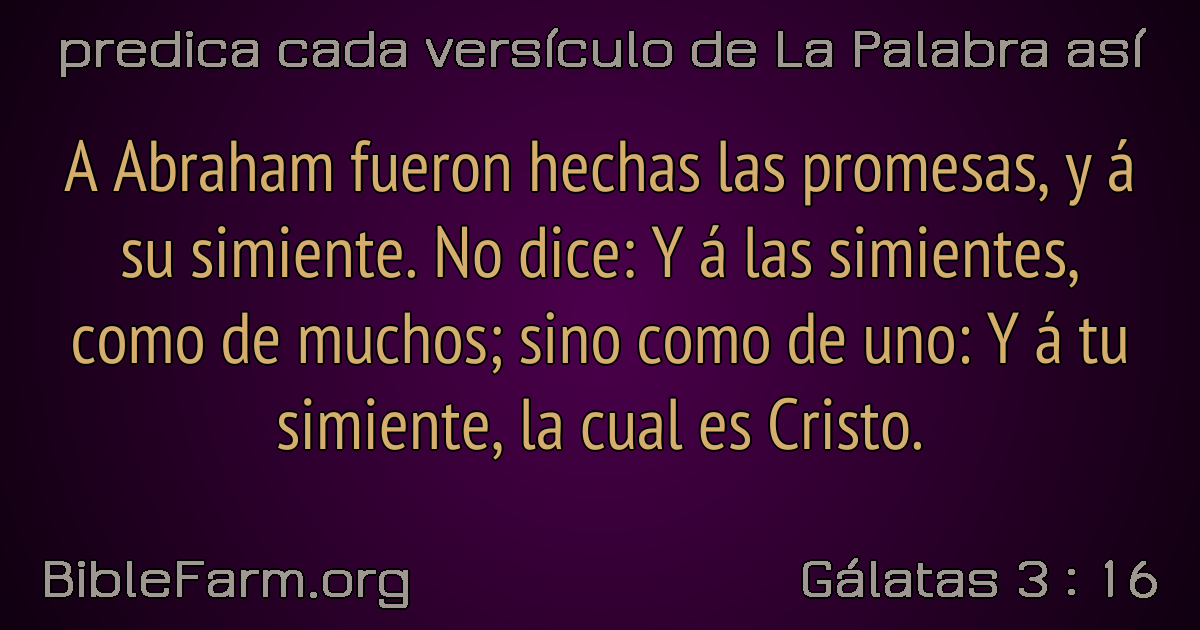 predica cada versículo de La Palabra así
A Abraham fueron hechas las promesas, y á
su simiente. No dice: Y á las simientes,
como de muchos; sino como de uno: Y á tu
simiente, la cual es Cristo.
BibleFarm.org
Gálatas 3 : 16